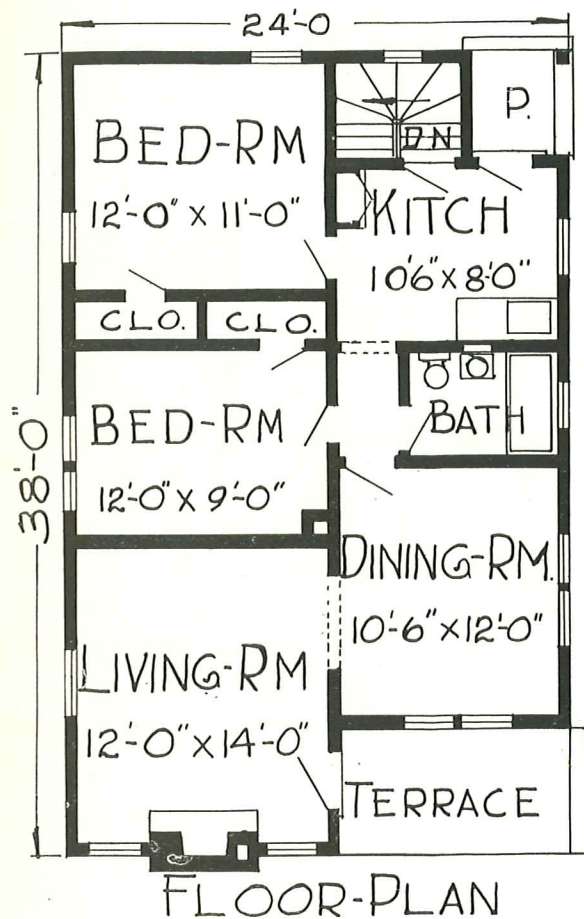 24'-0
BED-RM
12'-0" X 11'-0"
DN
P.
KITCH
10'6" X 8'-0"
CLO.
CLO.
BED-RM
12'-0" X 9'-0"
BATH
38'-0"
DINING-RM.
10'-6" X 12'-0"
LIVING-RM
12'-0" X 14'-0"
TERRACE
FLOOR-PLAN